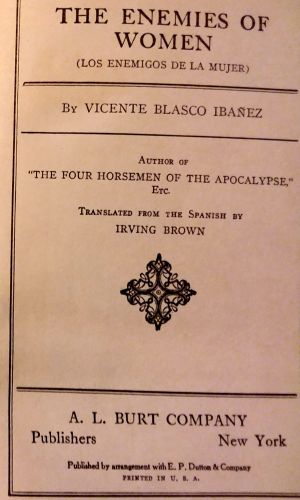 THE ENEMIES OF
WOMEN
(LOS ENEMIGOS DE LA MUJER)
By VICENTE BLASCO IBAÑEZ
Author of
"THE FOUR HORSEMEN OF THE APOCALYPSE,"
Etc.
Translated from the Spanish by
IRVING BROWN
A. L. BURT COMPANY
Publishers New York
Published by arrangement with E. P. Dutton & Company
PRINTED IN U. S. A.